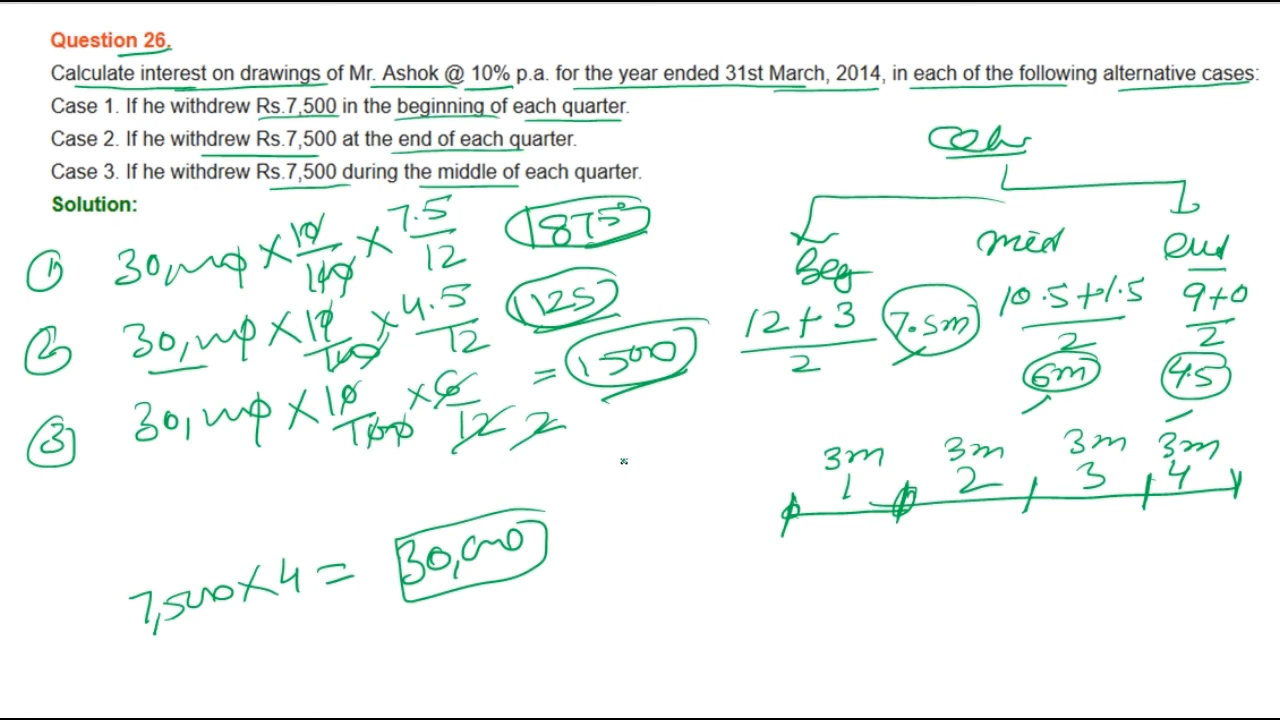 Question 26.
Calculate interest on drawings of Mr. Ashok @ 10% p.a. for the year ended 31st March, 2014, in each of the following alternative cases:
Case 1. If he withdrew Rs.7,500 in the beginning of each quarter.
Case 2. If he withdrew Rs.7,500 at the end of each quarter.
Case 3. If he withdrew Rs.7,500 during the middle of each quarter.
Solution:
① 30,000 × 10/100 × 7.5/12 1875
② 30,000 × 10/100 × 4.5/12 1125
③ 30,000 × 10/100 × 6/12 2 = 1500
Beg mid end
12+3/2 7.5m 10.5+1.5/2 9+0/2
6m 4.5
3m 3m 3m 3m
1 2 3 4
7,500 × 4 = 30,000